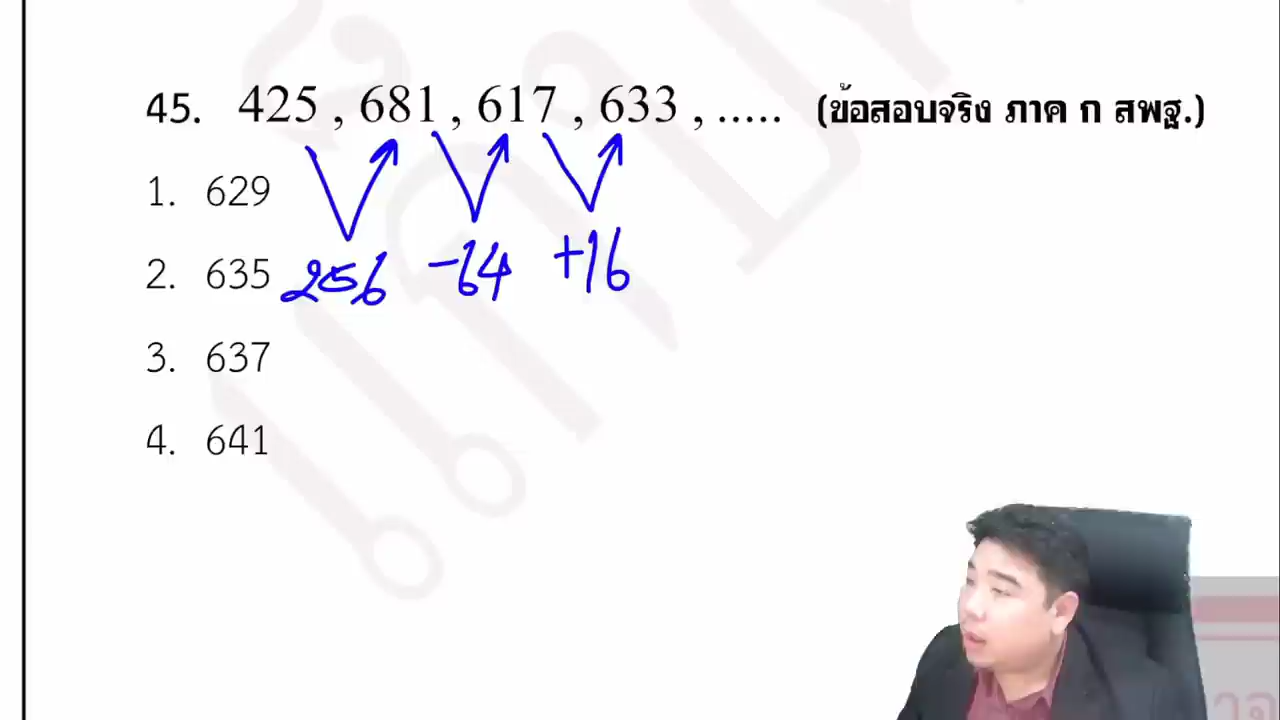 45. 425 , 681 , 617 , 633 , ..... (ข้อสอบจริง ภาค ก สพฐ.)
1. 629
2. 635
256 -64 +16
3. 637
4. 641